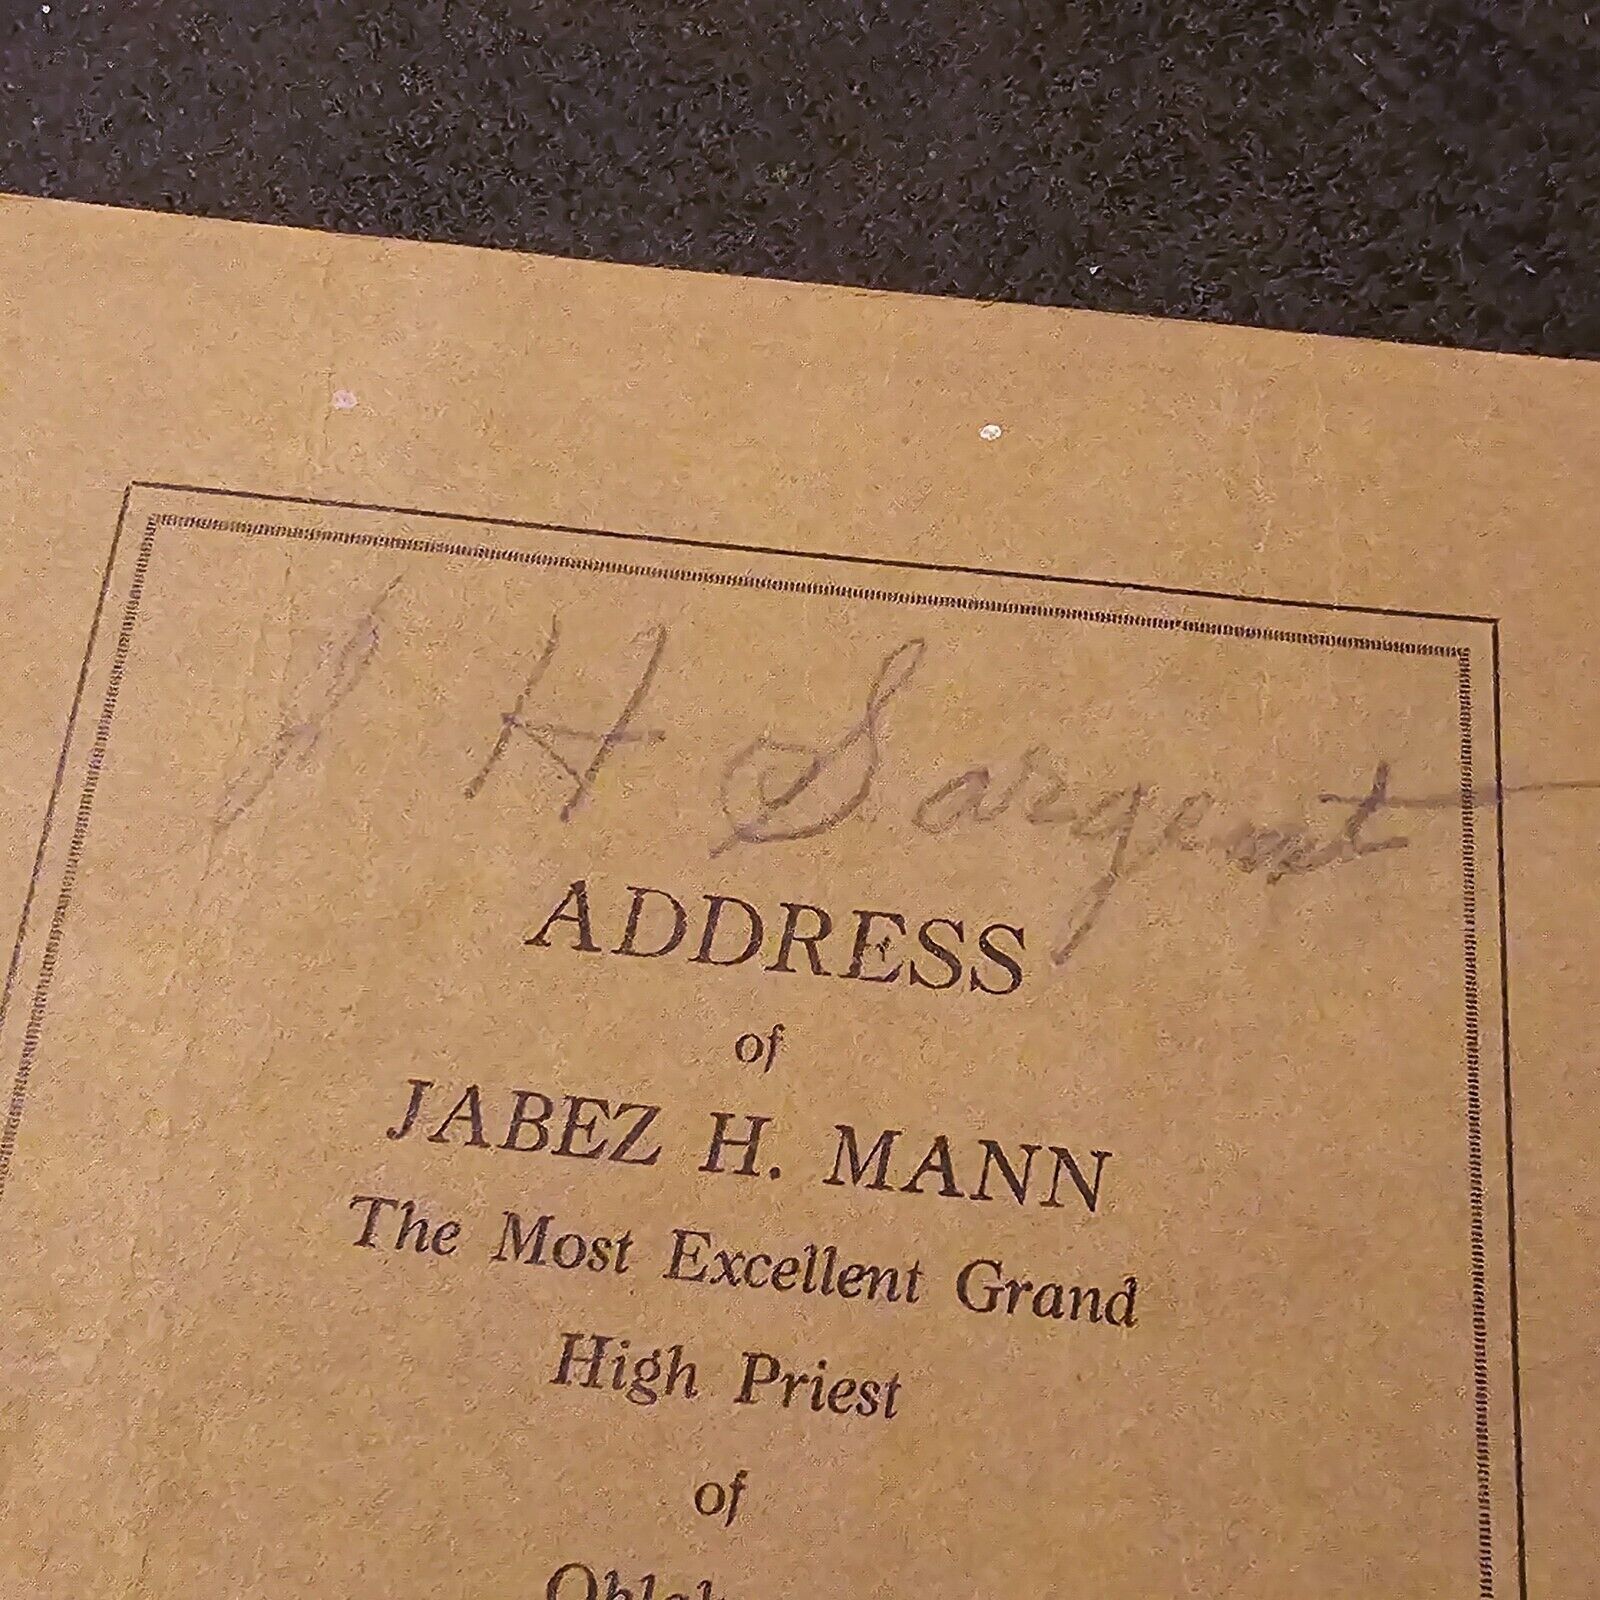 J H Sargent
ADDRESS
of
JABEZ H. MANN
The Most Excellent Grand
High Priest
of